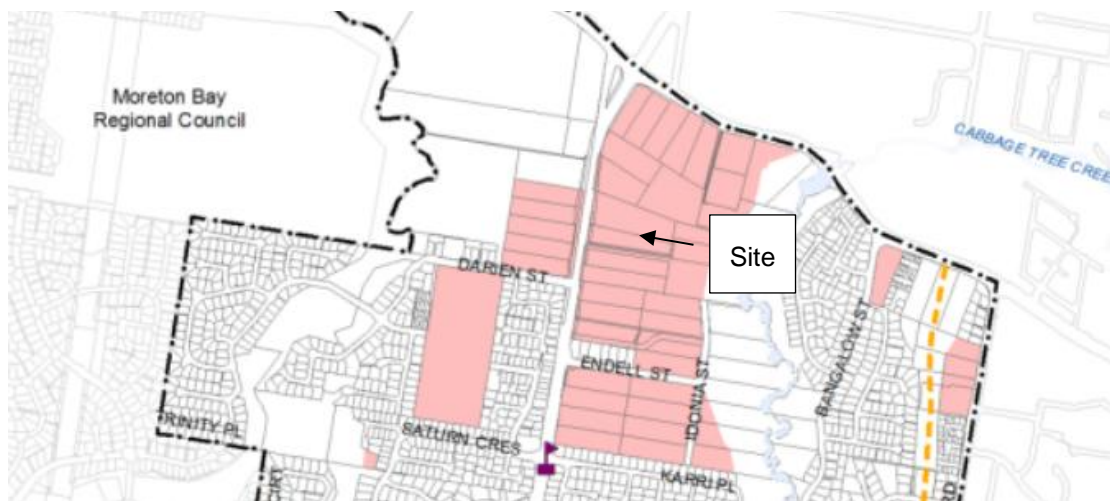 Moreton Bay
Regional Council
CABBAGE TREE CREE
Site
DARIEN ST
BANGALOW ST
ENDELL ST
IDONIA ST
TRINITY PL
SATURN CRES
KARRI PL
RD